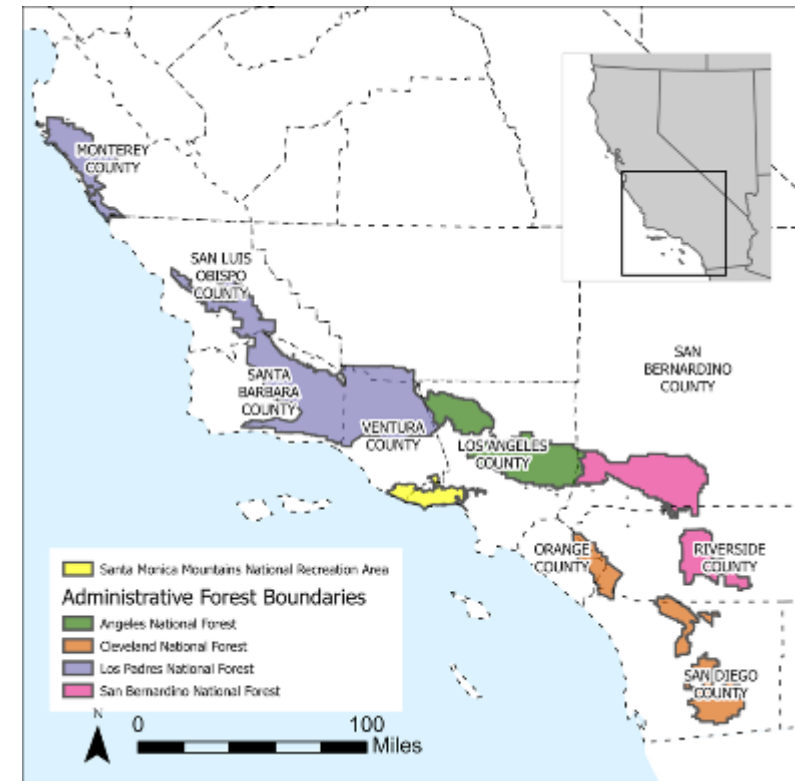 MONTEREY
COUNTY
SAN LUIS
OBISPO
COUNTY
SANTA
BARBARA
COUNTY
VENTURA
COUNTY
LOS ANGELES
COUNTY
SAN
BERNARDINO
COUNTY
ORANGE
COUNTY
RIVERSIDE
COUNTY
SAN DIEGO
COUNTY
Santa Monica Mountains National Recreation Area
Administrative Forest Boundaries
Angeles National Forest
Cleveland National Forest
Los Padres National Forest
San Bernardino National Forest
N
0 100
Miles